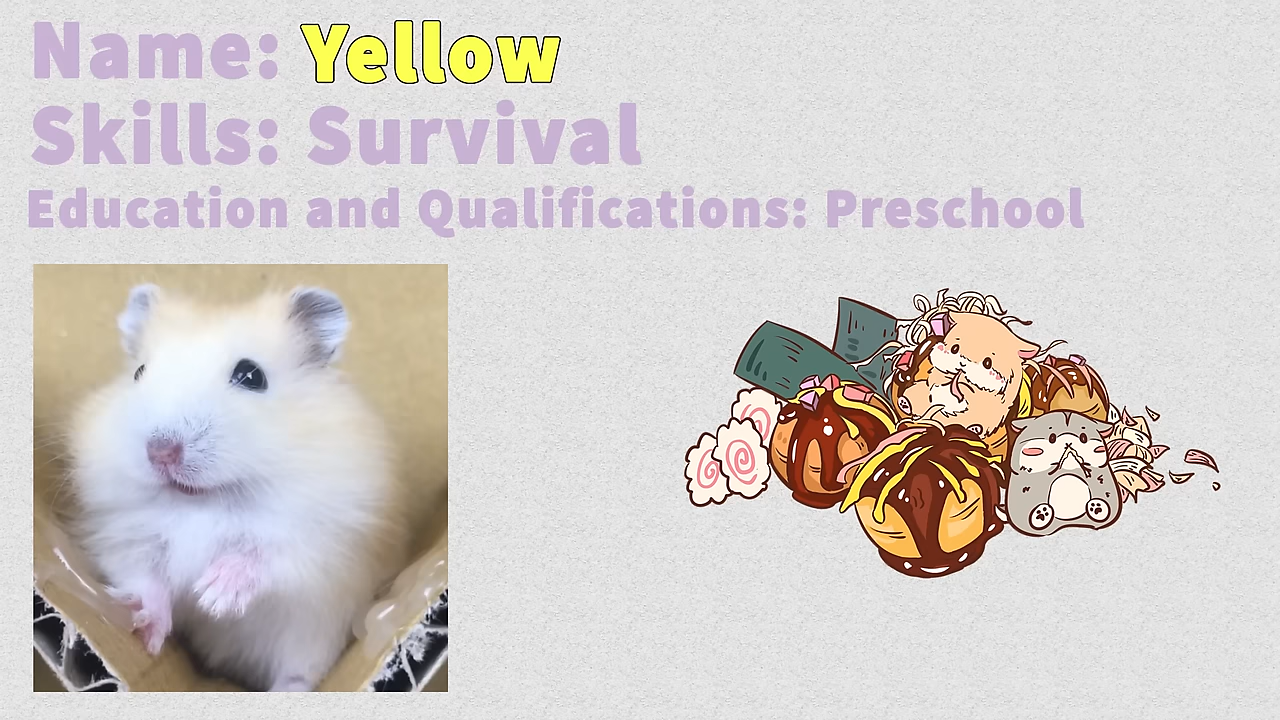 Name: Yellow
Skills: Survival
Education and Qualifications: Preschool